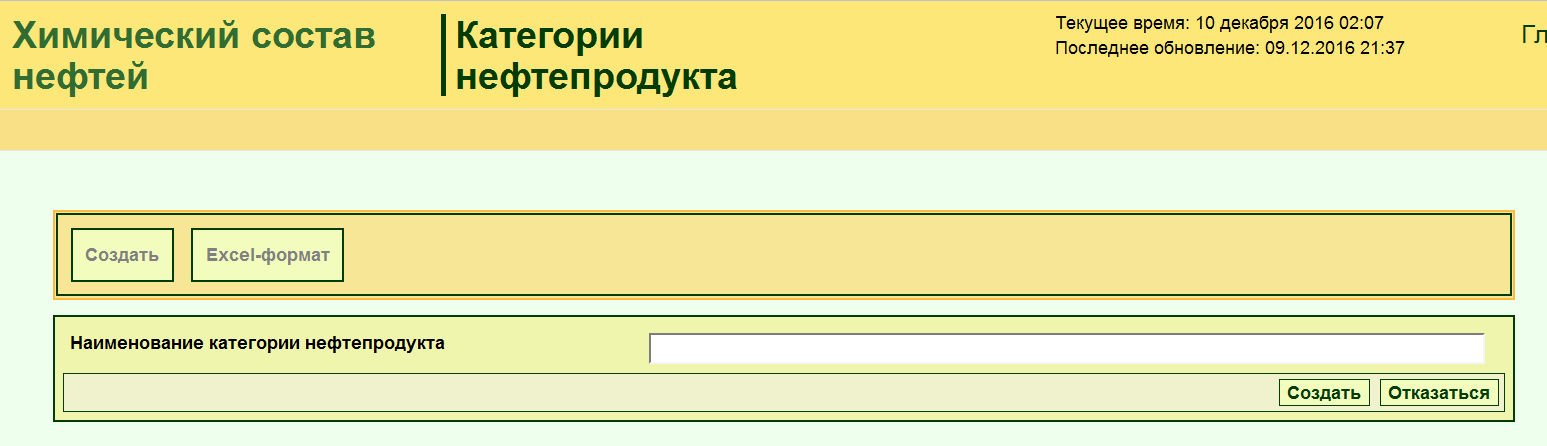 Химический состав
нефтей
Категории
нефтепродукта
Текущее время: 10 декабря 2016 02:07
Последнее обновление: 09.12.2016 21:37
Создать
Excel-формат
Наименование категории нефтепродукта
Создать
Отказаться